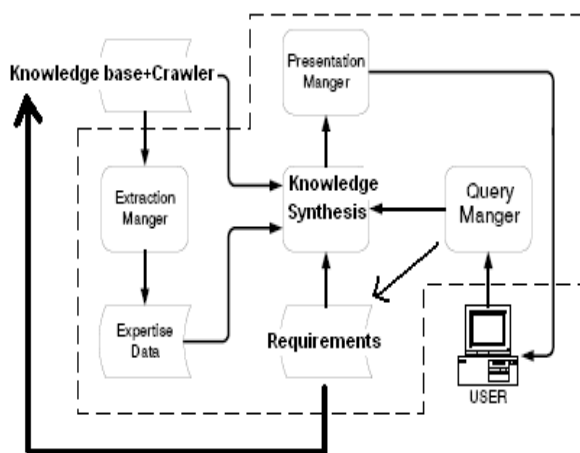 Knowledge base+Crawler
Presentation
Manger
Extraction
Manger
Knowledge
Synthesis
Query
Manger
Expertise
Data
Requirements
USER